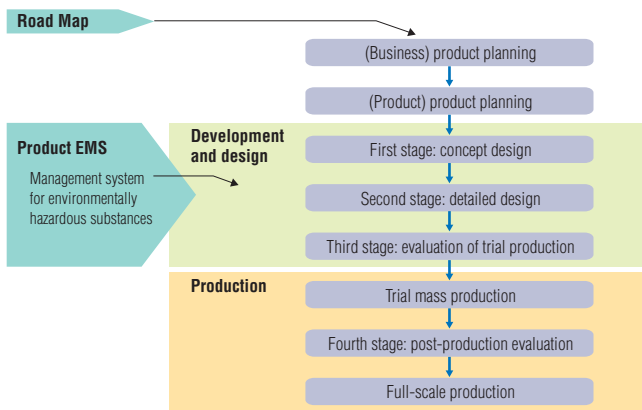 Road Map
(Business) product planning
(Product) product planning
Product EMS
Management system
for environmentally
hazardous substances
Development
and design
First stage: concept design
Second stage: detailed design
Third stage: evaluation of trial production
Production
Trial mass production
Fourth stage: post-production evaluation
Full-scale production